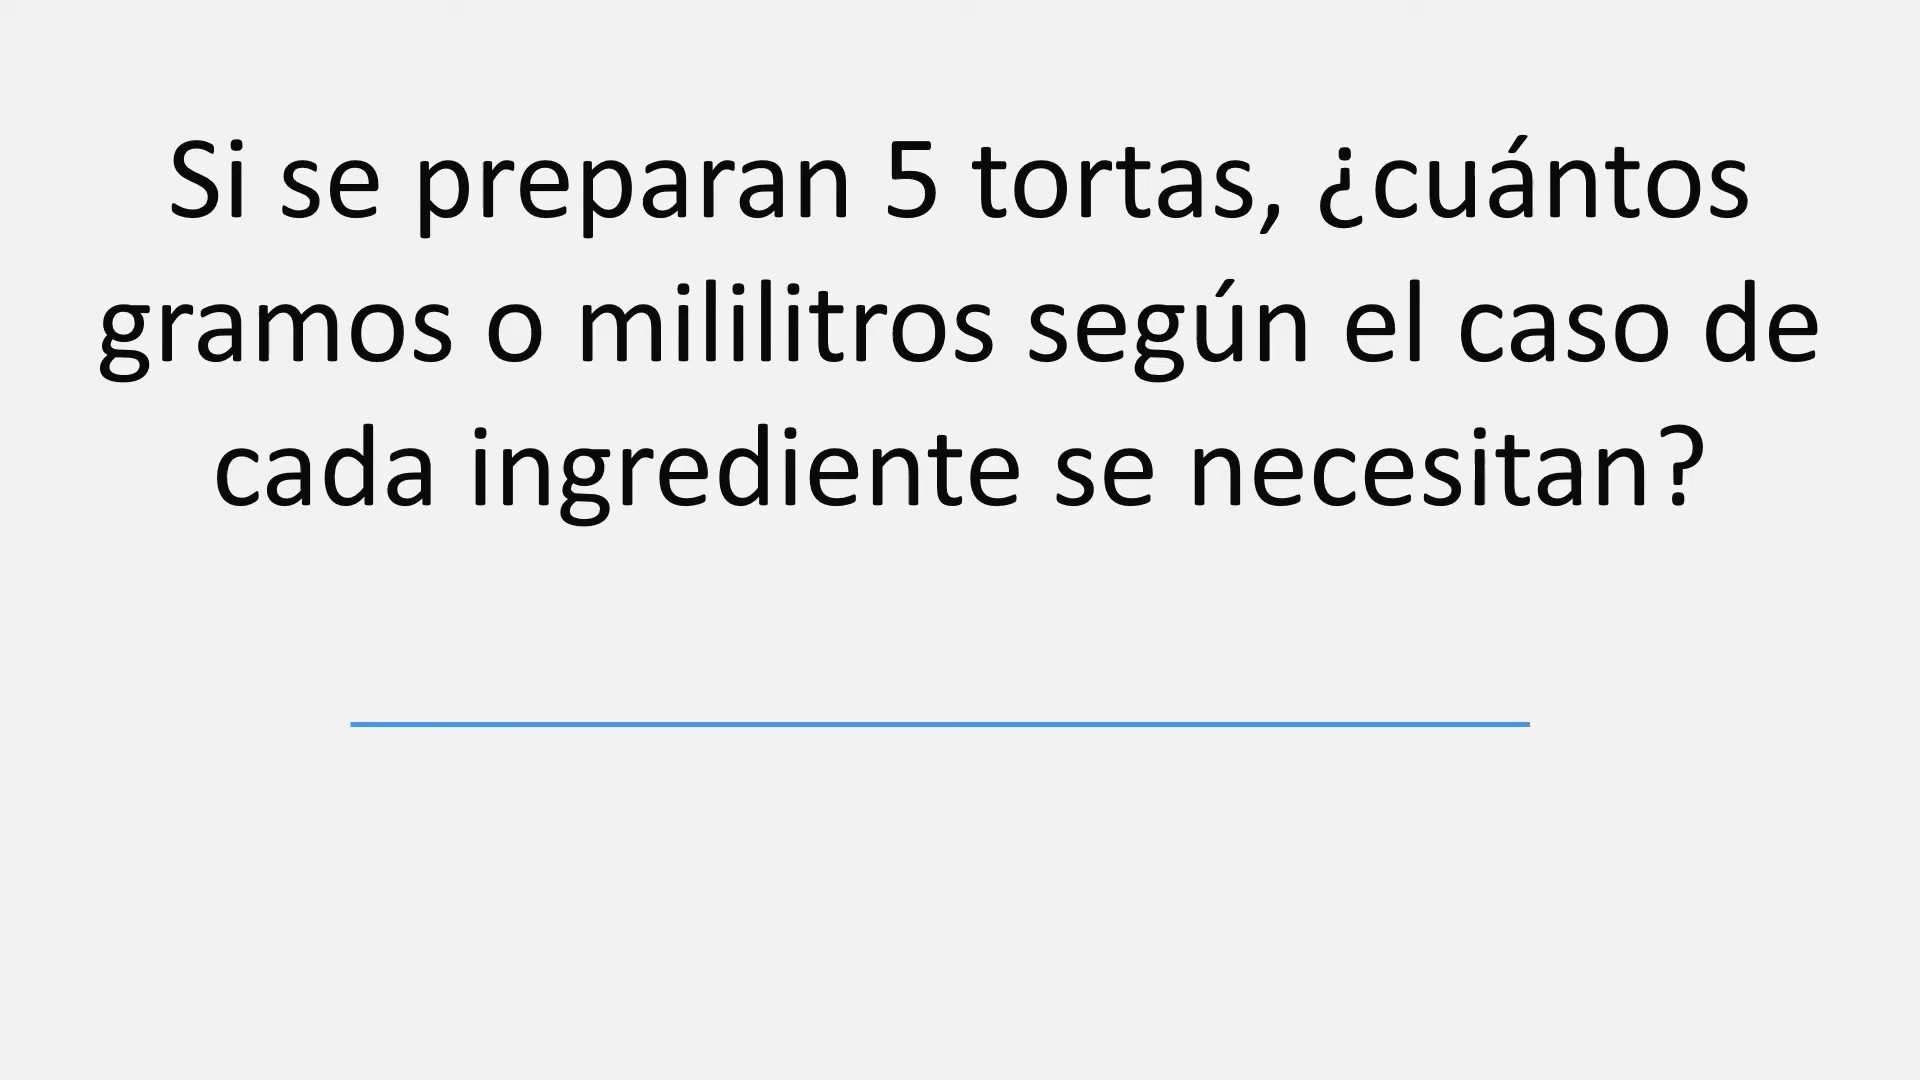 Si se preparan 5 tortas, ¿cuántos
gramos o mililitros según el caso de
cada ingrediente se necesitan?